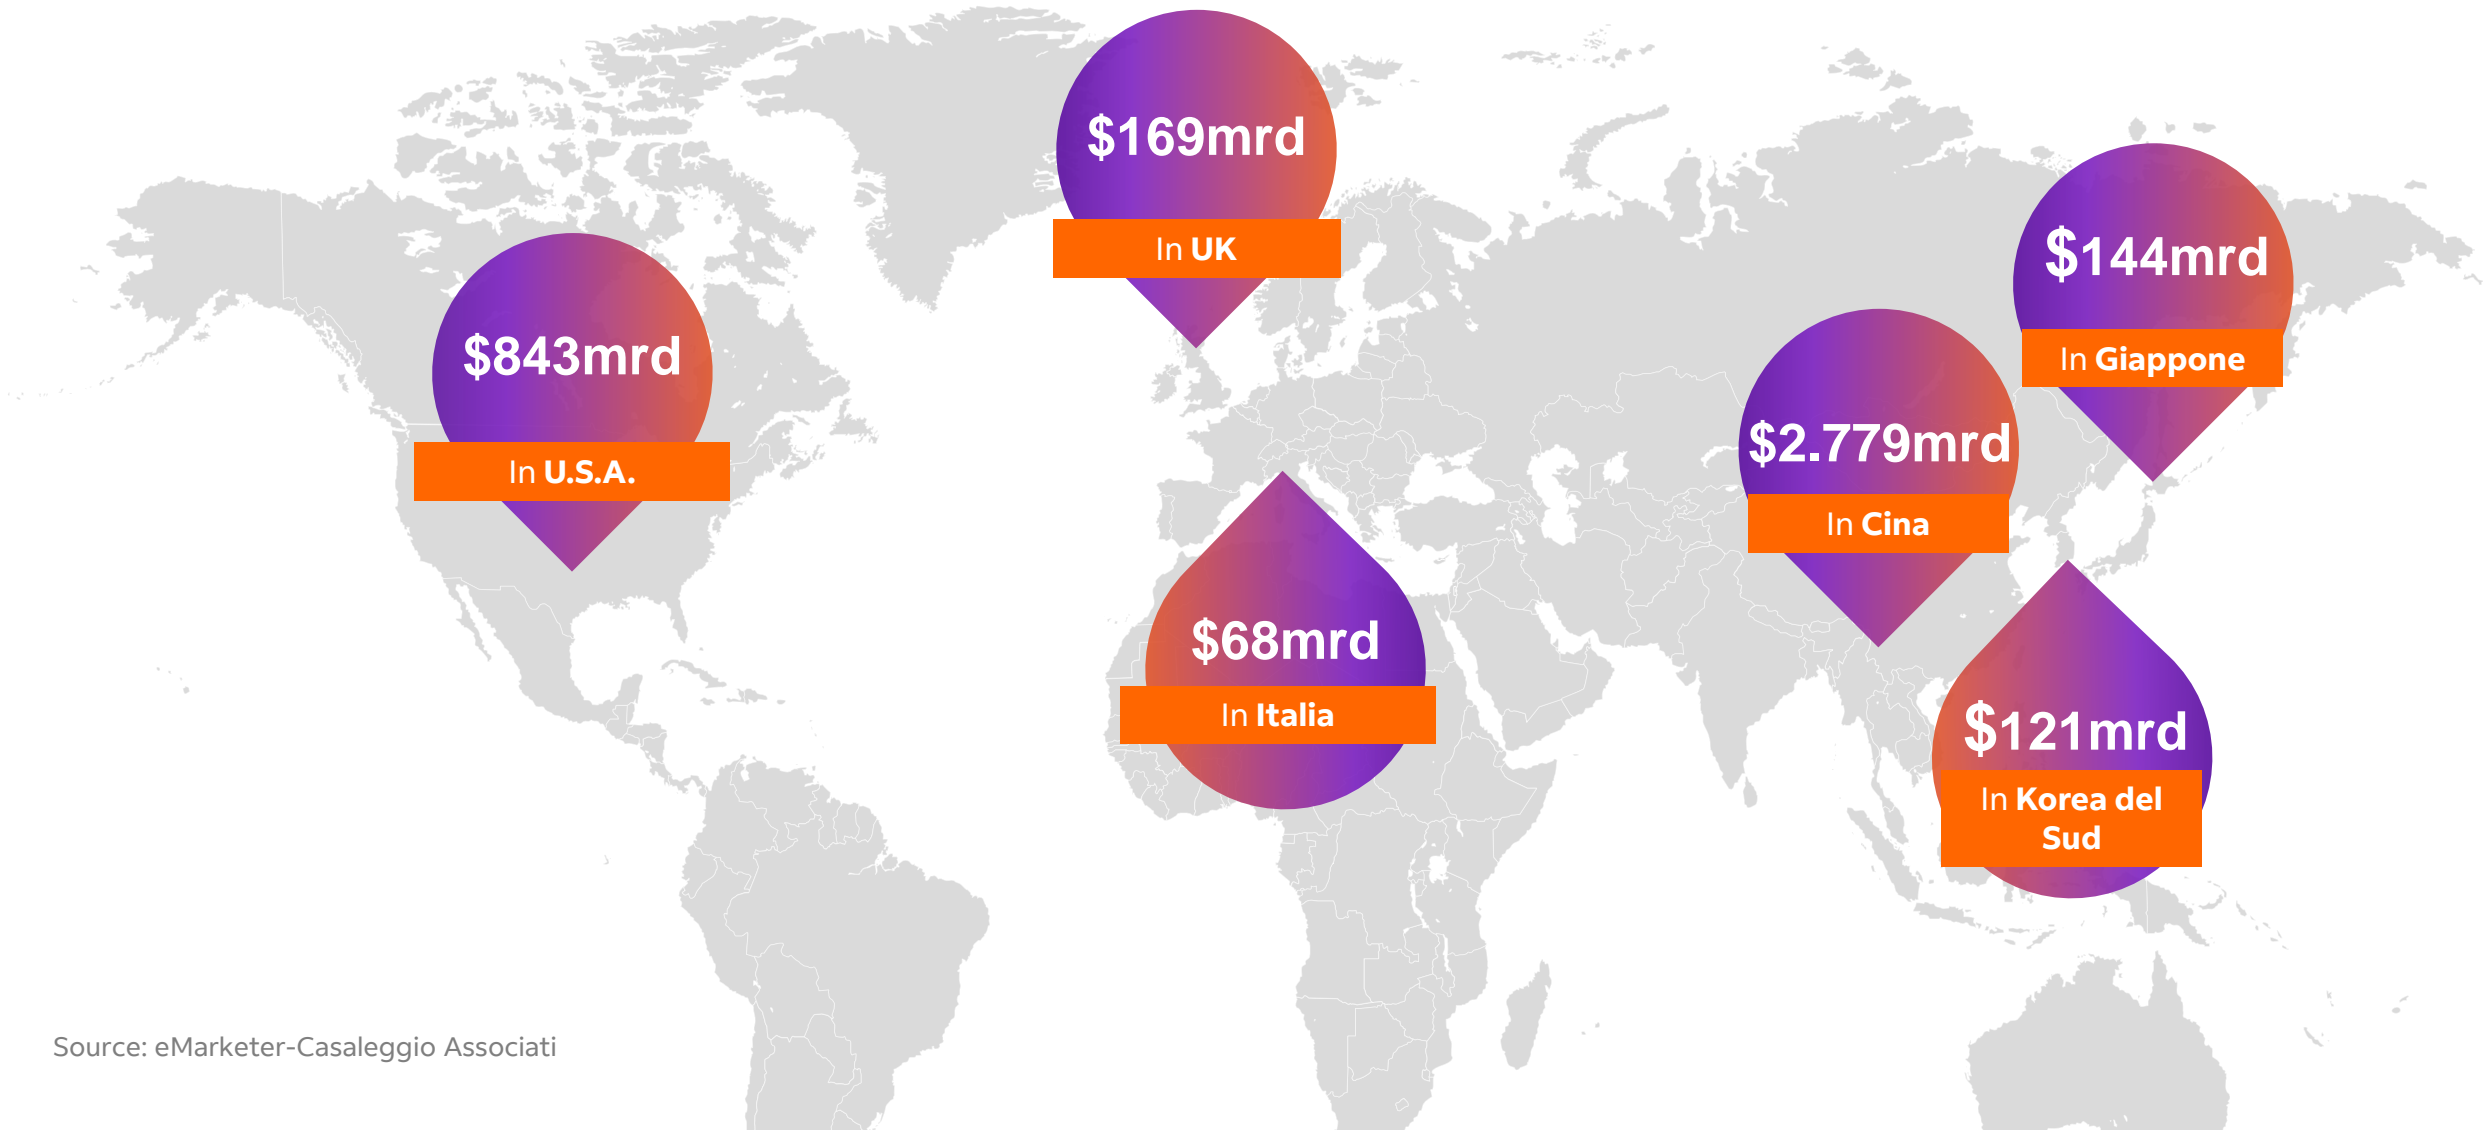 $169mrd
In UK
$144mrd
In Giappone
$843mrd
In U.S.A.
$2.779mrd
In Cina
$68mrd
In Italia
$121mrd
In Korea del
Sud
Source: eMarketer-Casaleggio Associati